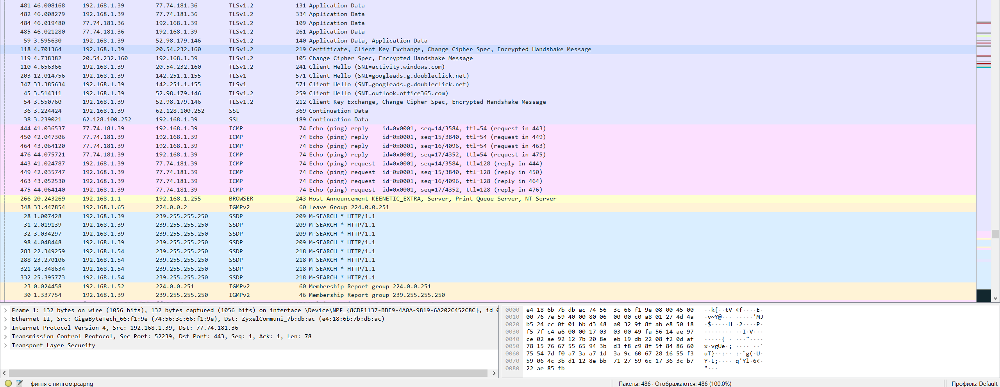 481 46.008168 192.168.1.39 77.74.181.36 TLSv1.2 131 Application Data
482 46.008279 192.168.1.39 77.74.181.36 TLSv1.2 334 Application Data
484 46.019480 77.74.181.36 192.168.1.39 TLSv1.2 109 Application Data
485 46.021280 77.74.181.36 192.168.1.39 TLSv1.2 261 Application Data
59 3.595630 192.168.1.39 52.98.179.146 TLSv1.2 140 Application Data, Application Data
118 4.701364 192.168.1.39 20.54.232.160 TLSv1.2 219 Certificate, Client Key Exchange, Change Cipher Spec, Encrypted Handshake Message
119 4.738382 20.54.232.160 192.168.1.39 TLSv1.2 105 Change Cipher Spec, Encrypted Handshake Message
110 4.656366 192.168.1.39 20.54.232.160 TLSv1.2 241 Client Hello (SNI=activity.windows.com)
203 12.014756 192.168.1.39 142.251.1.155 TLSv1 571 Client Hello (SNI=googleads.g.doubleclick.net)
347 33.385634 192.168.1.39 142.251.1.155 TLSv1 571 Client Hello (SNI=googleads.g.doubleclick.net)
45 3.514311 192.168.1.39 52.98.179.146 TLSv1.2 259 Client Hello (SNI=outlook.office365.com)
54 3.550760 192.168.1.39 52.98.179.146 TLSv1.2 212 Client Key Exchange, Change Cipher Spec, Encrypted Handshake Message
36 3.224424 192.168.1.39 62.128.100.252 SSL 369 Continuation Data
38 3.239021 62.128.100.252 192.168.1.39 SSL 189 Continuation Data
444 41.036537 77.74.181.39 192.168.1.39 ICMP 74 Echo (ping) reply id=0x0001, seq=14/3584, ttl=54 (request in 443)
450 42.047306 77.74.181.39 192.168.1.39 ICMP 74 Echo (ping) reply id=0x0001, seq=15/3840, ttl=54 (request in 449)
464 43.064120 77.74.181.39 192.168.1.39 ICMP 74 Echo (ping) reply id=0x0001, seq=16/4096, ttl=54 (request in 463)
476 44.075721 77.74.181.39 192.168.1.39 ICMP 74 Echo (ping) reply id=0x0001, seq=17/4352, ttl=54 (request in 475)
443 41.024787 192.168.1.39 77.74.181.39 ICMP 74 Echo (ping) request id=0x0001, seq=14/3584, ttl=128 (reply in 444)
449 42.035747 192.168.1.39 77.74.181.39 ICMP 74 Echo (ping) request id=0x0001, seq=15/3840, ttl=128 (reply in 450)
463 43.052530 192.168.1.39 77.74.181.39 ICMP 74 Echo (ping) request id=0x0001, seq=16/4096, ttl=128 (reply in 464)
475 44.064140 192.168.1.39 77.74.181.39 ICMP 74 Echo (ping) request id=0x0001, seq=17/4352, ttl=128 (reply in 476)
266 20.243269 192.168.1.1 192.168.1.255 BROWSER 243 Host Announcement KEENETIC_EXTRA, Server, Print Queue Server, NT Server
348 33.447854 192.168.1.65 224.0.0.2 IGMPv2 60 Leave Group 224.0.0.251
28 1.007428 192.168.1.39 239.255.255.250 SSDP 209 M-SEARCH * HTTP/1.1
31 2.019139 192.168.1.39 239.255.255.250 SSDP 209 M-SEARCH * HTTP/1.1
32 3.034297 192.168.1.39 239.255.255.250 SSDP 209 M-SEARCH * HTTP/1.1
98 4.048448 192.168.1.39 239.255.255.250 SSDP 209 M-SEARCH * HTTP/1.1
283 22.349259 192.168.1.54 239.255.255.250 SSDP 218 M-SEARCH * HTTP/1.1
288 23.270106 192.168.1.54 239.255.255.250 SSDP 218 M-SEARCH * HTTP/1.1
321 24.348634 192.168.1.54 239.255.255.250 SSDP 218 M-SEARCH * HTTP/1.1
332 25.395773 192.168.1.54 239.255.255.250 SSDP 218 M-SEARCH * HTTP/1.1
23 0.024458 192.168.1.52 224.0.0.251 IGMPv2 60 Membership Report group 224.0.0.251
30 1.337754 192.168.1.39 239.255.255.250 IGMPv2 46 Membership Report group 239.255.255.250
Frame 1: 132 bytes on wire (1056 bits), 132 bytes captured (1056 bits) on interface \Device\NPF_{8CDF1137-BBE9-4A0A-9819-6A202C452C8C}, id
Ethernet II, Src: GigaByteTech_66:f1:9e (74:56:3c:66:f1:9e), Dst: ZyxelCommuni_7b:db:ac (e4:18:6b:7b:db:ac)
Internet Protocol Version 4, Src: 192.168.1.39, Dst: 77.74.181.36
Transmission Control Protocol, Src Port: 52239, Dst Port: 443, Seq: 1, Ack: 1, Len: 78
Transport Layer Security
0000 e4 18 6b 7b db ac 74 56 3c 66 f1 9e 08 00 45 00 ··k{··tV <f····E·
0010 00 76 7e 59 40 00 80 06 00 00 c0 a8 01 27 4d 4a ·v~Y@··· ·····'MJ
0020 b5 24 cc 0f 01 bb d3 48 a0 32 9f 8f ab e8 50 18 ·$·····H ·2····P·
0030 f5 7f c4 a6 00 00 17 03 03 00 49 fa 56 14 ae 97 ········ ··I·V···
0040 ce 02 ae 92 12 7b 20 8e eb 19 db 22 08 f2 0d af ·····{ · ···"····
0050 78 15 76 67 55 65 94 3b d3 f8 c9 8f 5f 84 86 60 x·vgUe·; ····_··`
0060 75 54 7d f0 a7 3a a7 1d 3a 9c 60 67 28 16 55 f3 uT}··:·· :·`g(·U·
0070 59 06 4c 3b d1 12 8e bb 71 27 59 6c 17 36 3c b7 Y·L;···· q'Yl·6<·
0080 22 ae 85 fb "···
фигня с пингом.pcapng
Пакеты: 486 · Отображаются: 486 (100.0%)
Профиль: Default